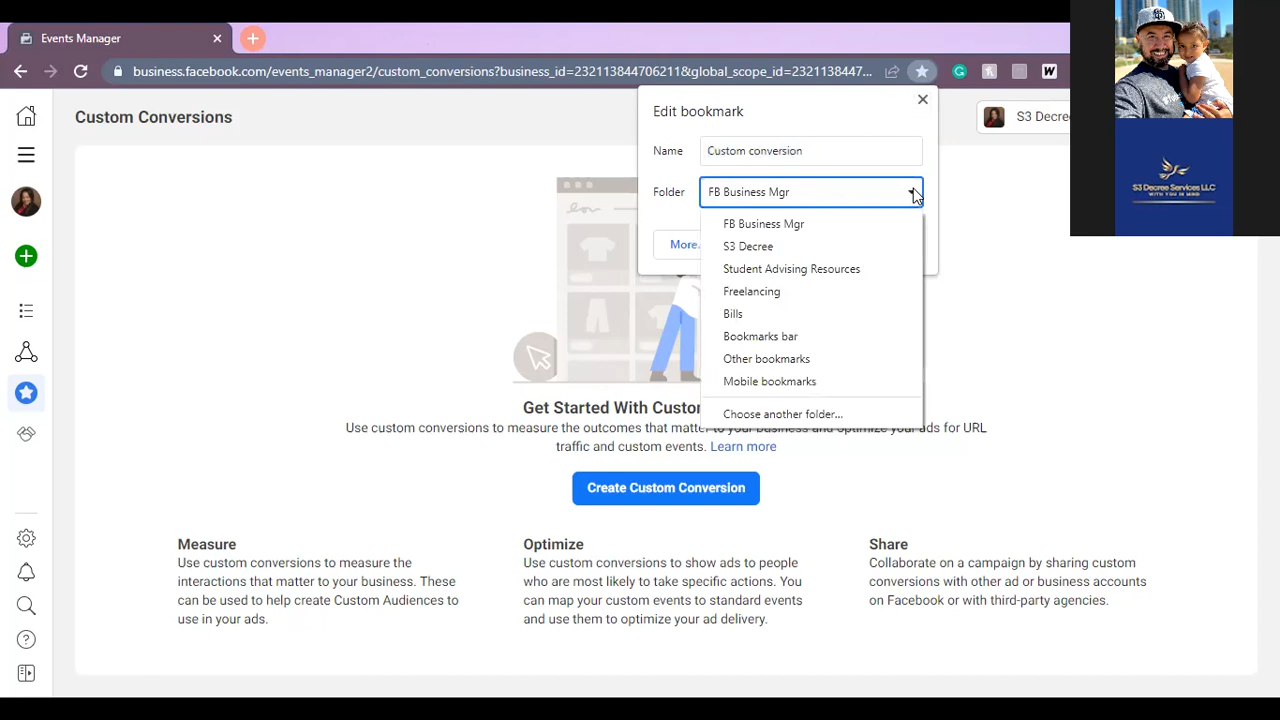 Events Manager
business.facebook.com/events_manager2/custom_conversions?business_id=232113844706211&global_scope_id=2321138447...
W
Custom Conversions
S3 Decre
Edit bookmark
Name
Custom conversion
Folder
FB Business Mgr
More.
FB Business Mgr
S3 Decree
Student Advising Resources
Freelancing
Bills
Bookmarks bar
Other bookmarks
Mobile bookmarks
Choose another folder...
S3 Decree Services LLC
WITH YOU IN MIND
Get Started With Custo
Use custom conversions to measure the outcomes that matter to your business and optimize your ads for URL
traffic and custom events. Learn more
Create Custom Conversion
Measure
Use custom conversions to measure the
interactions that matter to your business. These
can be used to help create Custom Audiences to
use in your ads.
Optimize
Use custom conversions to show ads to people
who are most likely to take specific actions. You
can map your custom events to standard events
and use them to optimize your ad delivery.
Share
Collaborate on a campaign by sharing custom
conversions with other ad or business accounts
on Facebook or with third-party agencies.